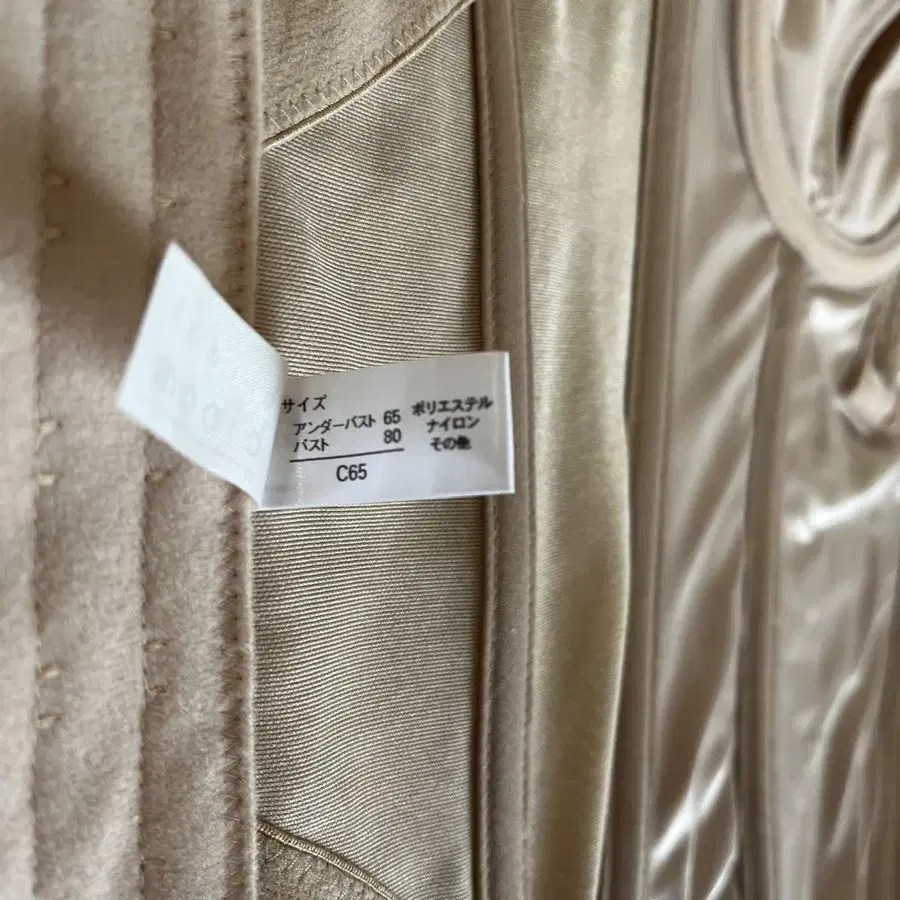 サイズ
アンダーバスト 65
バスト 80
C65
ポリエステル
ナイロン
その他